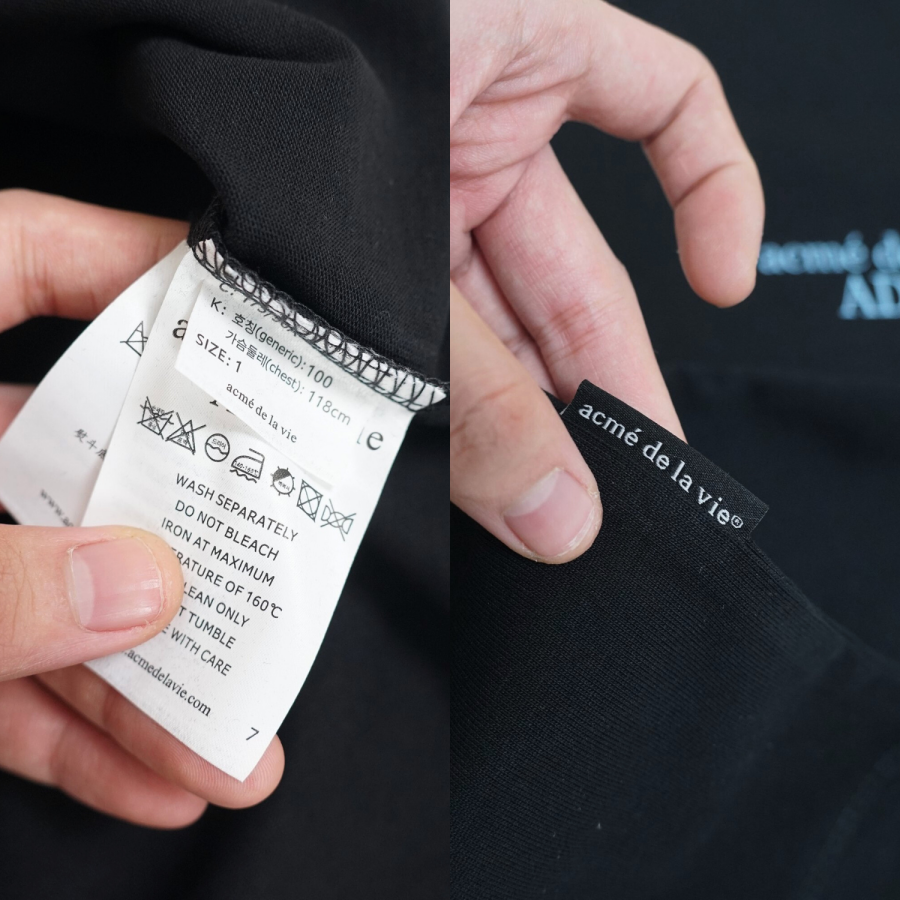 K: 호칭(generic):100
가슴둘레(chest): 118cm
SIZE: 1
acmé de la vie
a
e
WASH SEPARATELY
DO NOT BLEACH
IRON AT MAXIMUM
ERATURE OF 160℃
LEAN ONLY
T TUMBLE
E WITH CARE
acmedelavie.com
7
www.
acmé de la vie®
acmé d
AD